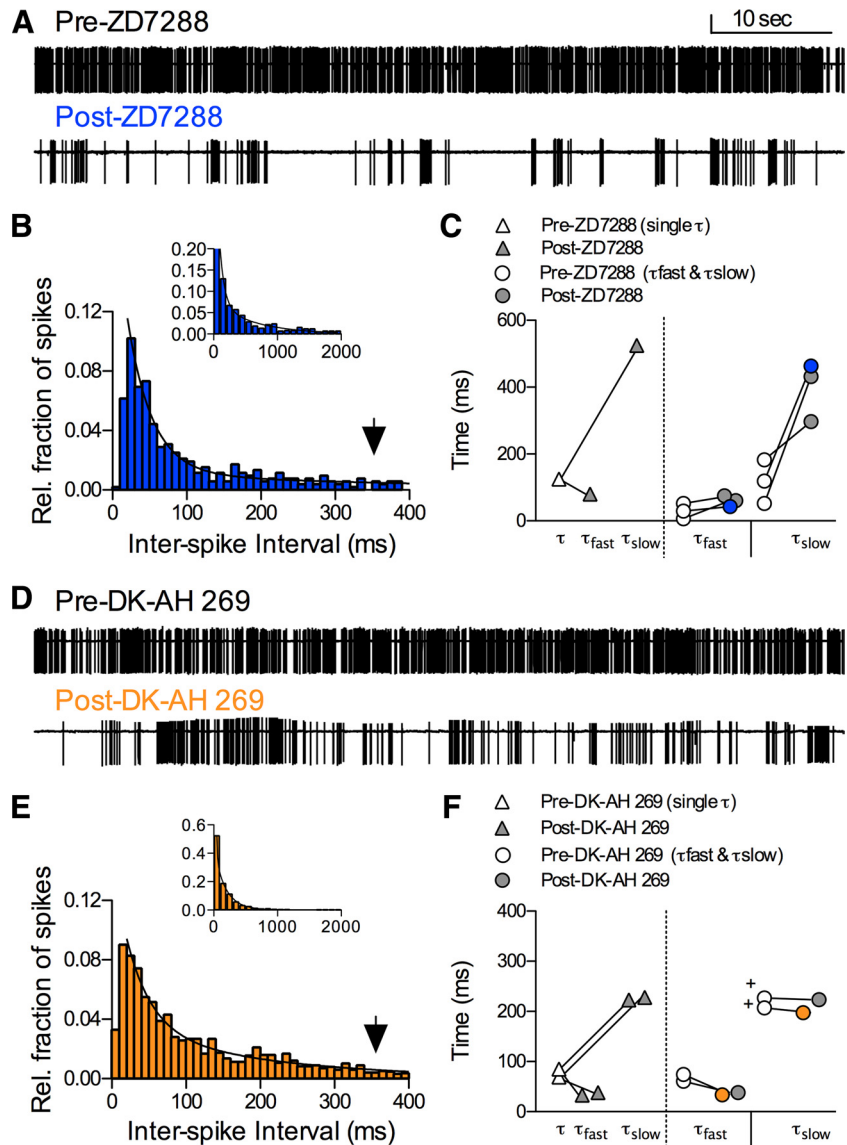 A Pre-ZD7288
10 sec
Post-ZD7288
B
Rel. fraction of spikes
0.12
0.08
0.04
0.00
0 100 200 300 400
Inter-spike Interval (ms)
0.20
0.15
0.10
0.05
0.00
0 1000 2000
C
Pre-ZD7288 (single τ)
Post-ZD7288
Pre-ZD7288 (τfast & τslow)
Post-ZD7288
Time (ms)
600
400
200
0
τ τfast τslow τfast τslow
D Pre-DK-AH 269
Post-DK-AH 269
E
Rel. fraction of spikes
0.12
0.08
0.04
0.00
0 100 200 300 400
Inter-spike Interval (ms)
0.6
0.4
0.2
0.0
0 1000 2000
F
Pre-DK-AH 269 (single τ)
Post-DK-AH 269
Pre-DK-AH 269 (τfast & τslow)
Post-DK-AH 269
Time (ms)
400
300
200
100
0
+
+
τ τfast τslow τfast τslow